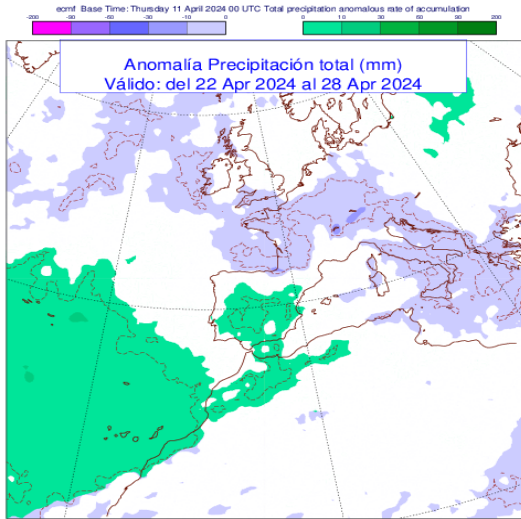 ecmf Base Time: Thursday 11 April 2024 00 UTC Total precipitation anomalous rate of accumulation
-200 -90 -60 -30 -10 0 0 10 30 60 90 200
Anomalía Precipitación total (mm)
Válido: del 22 Apr 2024 al 28 Apr 2024